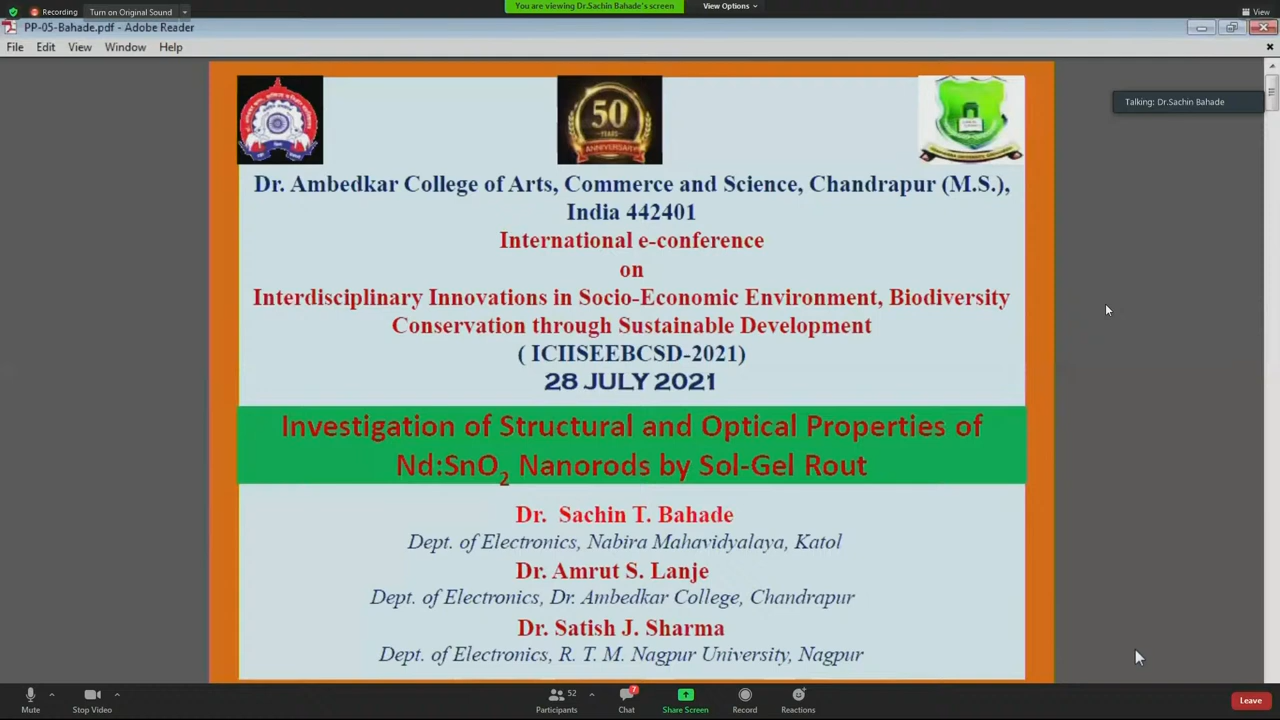 Recording
Turn on Original Sound
You are viewing Dr.Sachin Bahade's screen
View Options
View
PP-05-Bahade.pdf - Adobe Reader
File Edit View Window Help
Talking: Dr.Sachin Bahade
50
YEARS
ANNIVERSARY
Dr. Ambedkar College of Arts, Commerce and Science, Chandrapur (M.S.),
India 442401
International e-conference
on
Interdisciplinary Innovations in Socio-Economic Environment, Biodiversity
Conservation through Sustainable Development
( ICIISEEBCSD-2021)
28 JULY 2021
Investigation of Structural and Optical Properties of
Nd:SnO2 Nanorods by Sol-Gel Rout
Dr. Sachin T. Bahade
Dept. of Electronics, Nabira Mahavidyalaya, Katol
Dr. Amrut S. Lanje
Dept. of Electronics, Dr. Ambedkar College, Chandrapur
Dr. Satish J. Sharma
Dept. of Electronics, R. T. M. Nagpur University, Nagpur
Mute
Stop Video
52
Participants
7
Chat
Share Screen
Record
Reactions
Leave